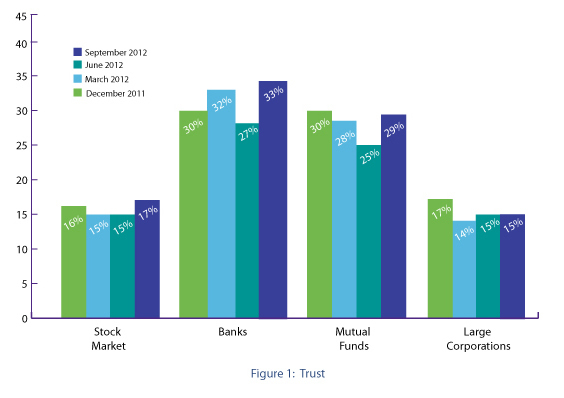 45
40
35
30
25
20
15
10
5
0
September 2012
June 2012
March 2012
December 2011
16%
15%
15%
17%
30%
32%
27%
33%
30%
28%
25%
29%
17%
14%
15%
15%
Stock
Market
Banks
Mutual
Funds
Large
Corporations
Figure 1: Trust